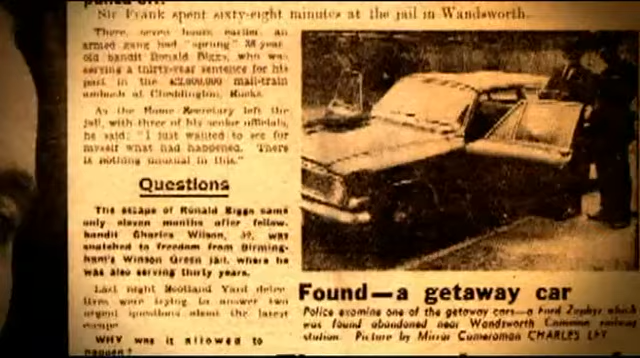 Sir Frank spent sixty-eight minutes at the jail in Wandsworth.
There, seven hours earlier, an
armed gang had "sprung" 36-year-
old bandit Ronald Biggs, who was
serving a thirty-year sentence for his
part in the £2,600,000 mail-train
ambush at Cheddington, Bucks.
As the Home Secretary left the
jail, with three of his senior officials,
he said: "I just wanted to see for
myself what had happened. There
is nothing unusual in this."
Questions
The escape of Ronald Biggs came
only eleven months after fellow-
bandit Charles Wilson, 32, was
snatched to freedom from Birming-
ham's Winson Green jail, where he
was also serving thirty years.
Last night Scotland Yard detec-
tives were trying to answer two
urgent questions about the latest
escape
WHY was it allowed to
happen?
Found—a getaway car
Police examine one of the getaway cars—a Ford Zephyr which
was found abandoned near Wandsworth Common railway
station. Picture by Mirror Cameraman CHARLES